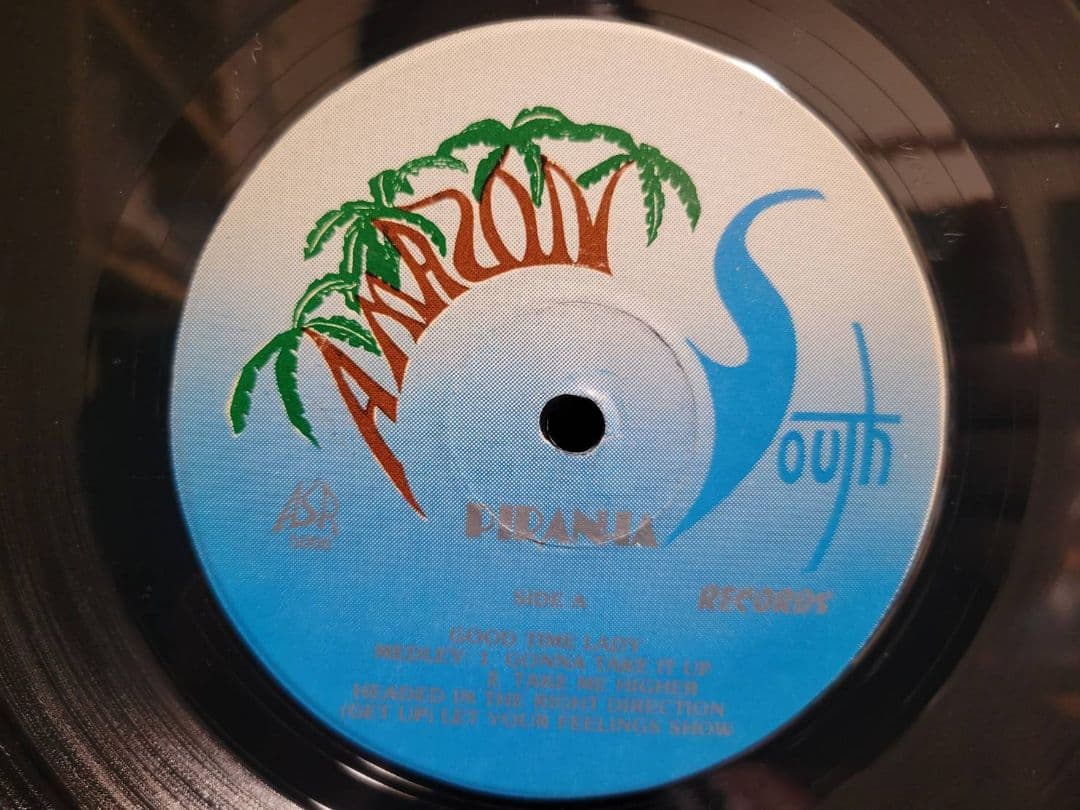 AMAZON
South
RECORDS
PIRANHA
SIDE A
GOOD TIME LADY
MEDLEY: 1. GONNA TAKE IT UP
2. TAKE ME HIGHER
HEADED IN THE RIGHT DIRECTION
(GET UP) LET YOUR FEELINGS SHOW